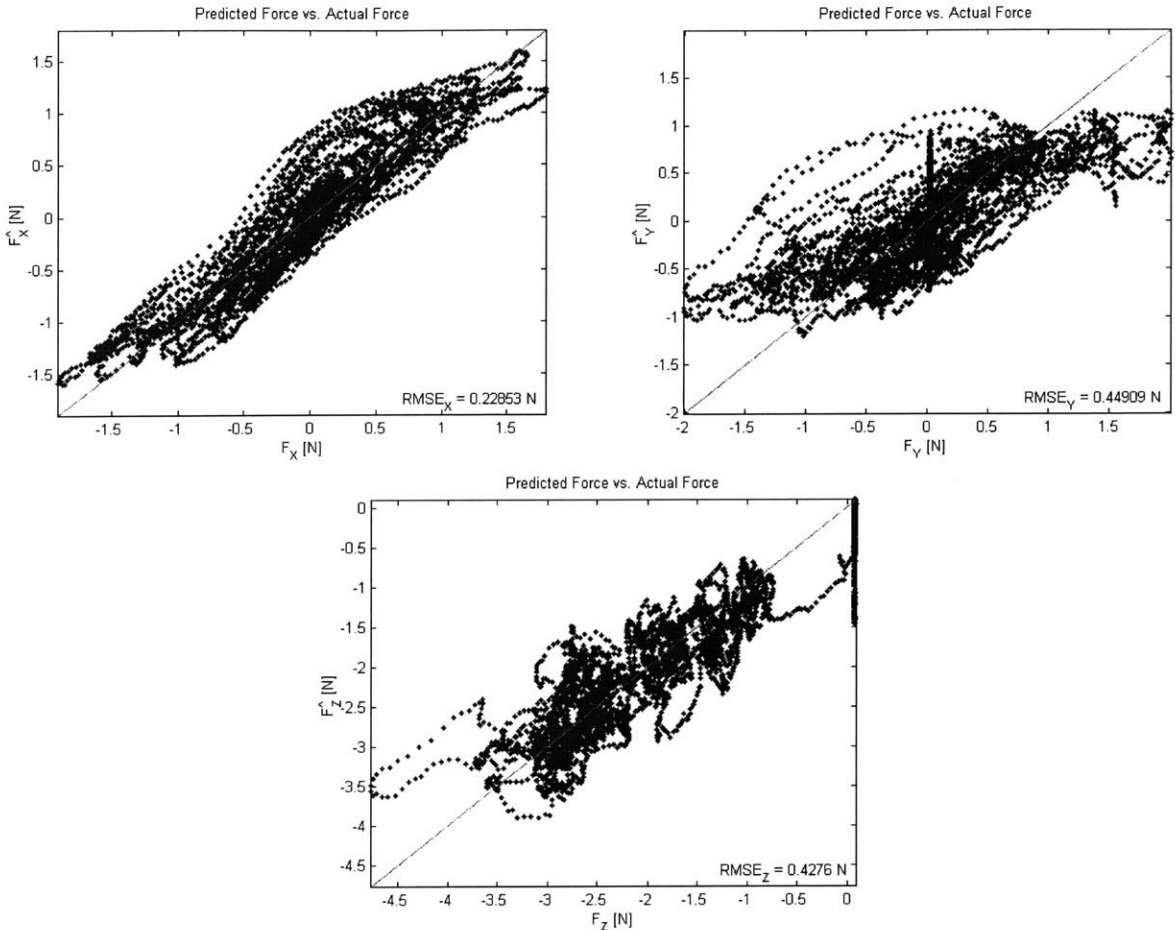 Predicted Force vs. Actual Force
1.5
1
0.5
0
-0.5
-1
-1.5
F̂_X [N]
RMSE_X = 0.22853 N
-1.5 -1 -0.5 0 0.5 1 1.5
F_X [N]
Predicted Force vs. Actual Force
1.5
1
0.5
0
-0.5
-1
-1.5
-2
F̂_Y [N]
RMSE_Y = 0.44909 N
-2 -1.5 -1 -0.5 0 0.5 1 1.5
F_Y [N]
Predicted Force vs. Actual Force
0
-0.5
-1
-1.5
-2
-2.5
-3
-3.5
-4
-4.5
F̂_Z [N]
RMSE_Z = 0.4276 N
-4.5 -4 -3.5 -3 -2.5 -2 -1.5 -1 -0.5 0
F_Z [N]